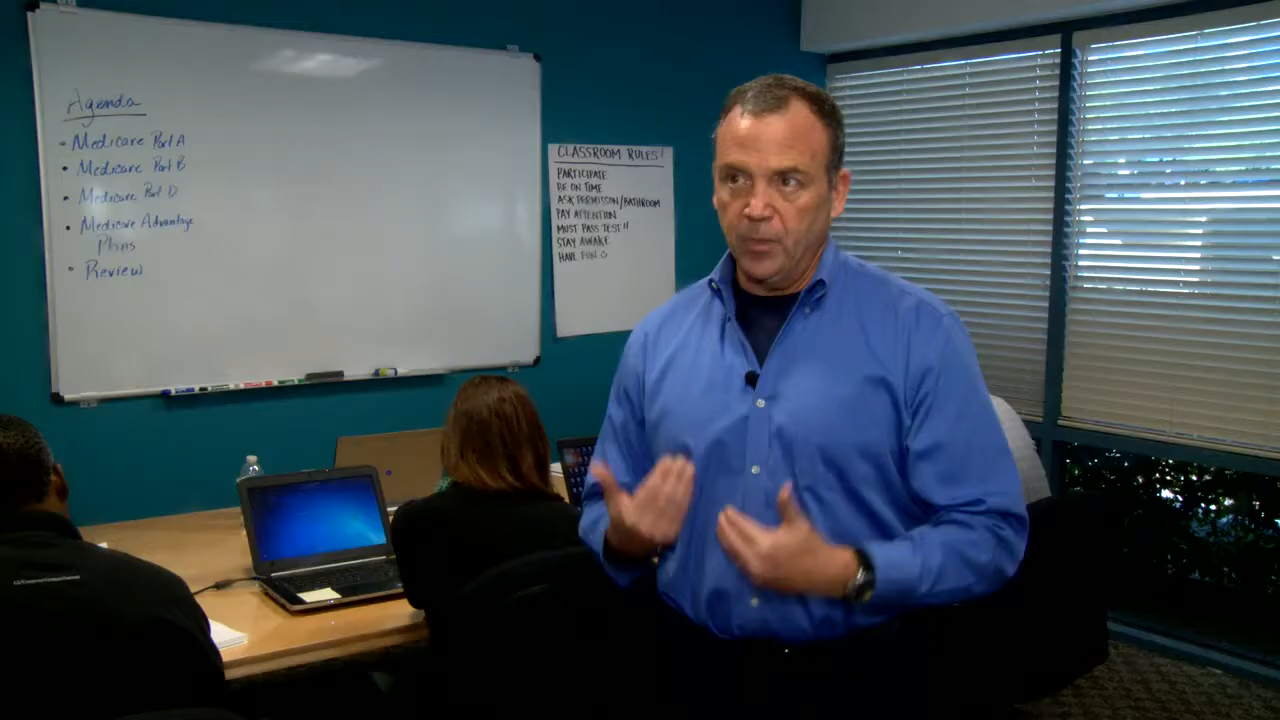 Agenda
• Medicare Part A
• Medicare Part B
• Medicare Part D
• Medicare Advantage
Plans
• Review
CLASSROOM RULES!
PARTICIPATE
BE ON TIME
ASK PERMISSON/BATHROOM
PAY ATTENTION
MUST PASS TEST!!
STAY AWAKE
HAVE FUN ☺